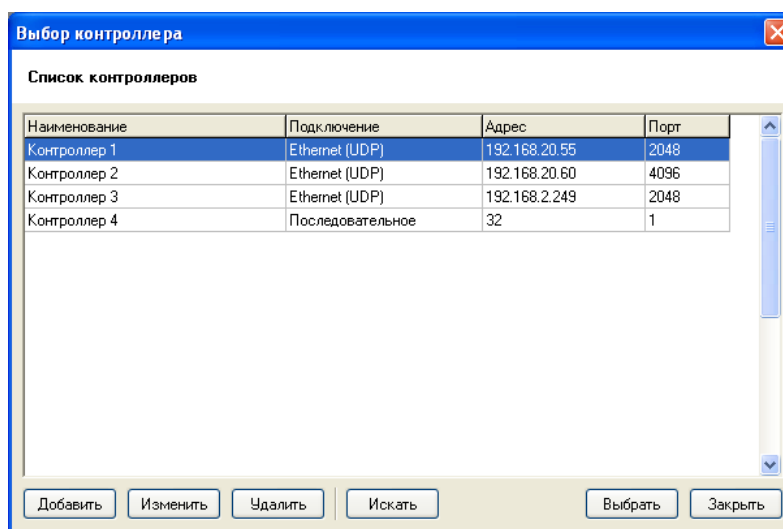 Выбор контроллера
Список контроллеров
Наименование Подключение Адрес Порт
Контроллер 1 Ethernet (UDP) 192.168.20.55 2048
Контроллер 2 Ethernet (UDP) 192.168.20.60 4096
Контроллер 3 Ethernet (UDP) 192.168.2.249 2048
Контроллер 4 Последовательное 32 1
Добавить Изменить Удалить Искать Выбрать Закрыть